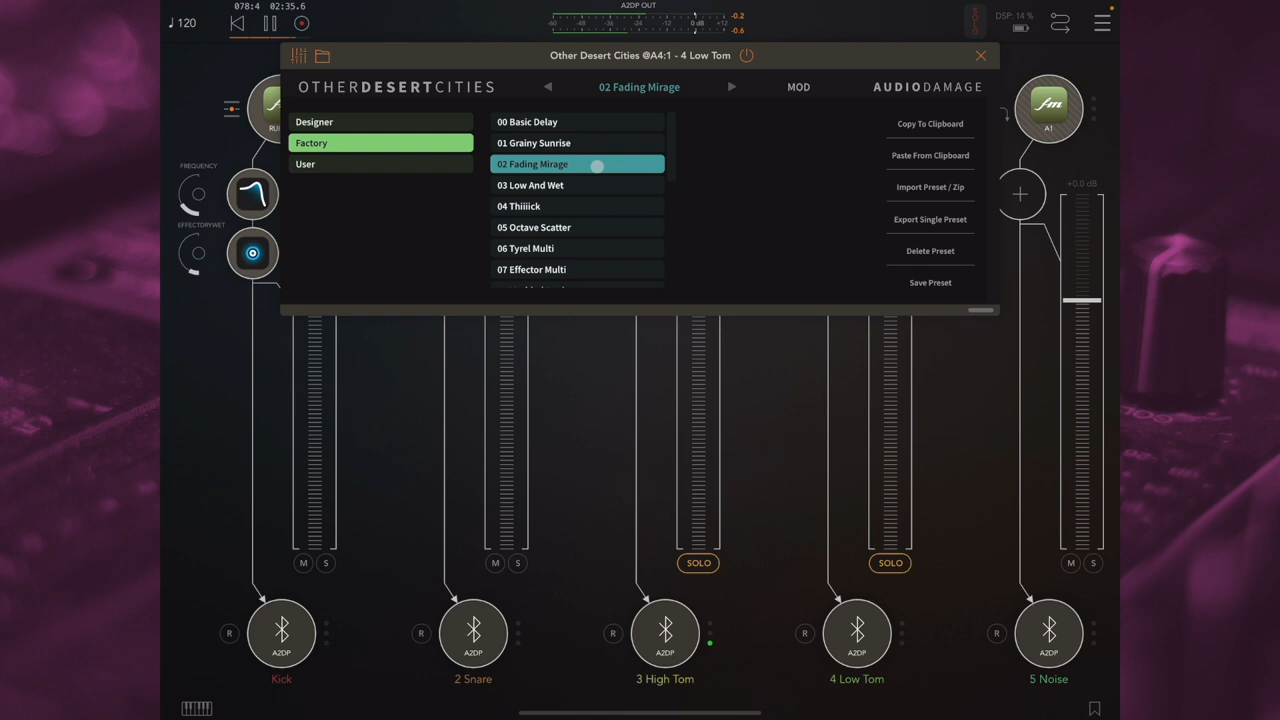 120
078:4 02:35.6
A2DP OUT
-60 -48 -36 -24 -12 0 dB +12
-0.2
-0.6
SOLO
DSP: 14 %
Other Desert Cities @A4:1 - 4 Low Tom
OTHERDESERTCITIES
02 Fading Mirage
MOD
AUDIODAMAGE
Designer
Factory
User
00 Basic Delay
01 Grainy Sunrise
02 Fading Mirage
03 Low And Wet
04 Thiiiick
05 Octave Scatter
06 Tyrel Multi
07 Effector Multi
Copy To Clipboard
Paste From Clipboard
Import Preset / Zip
Export Single Preset
Delete Preset
Save Preset
FREQUENCY
EFFECTDRYWET
fm
A1
+0.0 dB
M S
M S
SOLO
SOLO
M S
R A2DP
R A2DP
R A2DP
R A2DP
R A2DP
Kick
2 Snare
3 High Tom
4 Low Tom
5 Noise